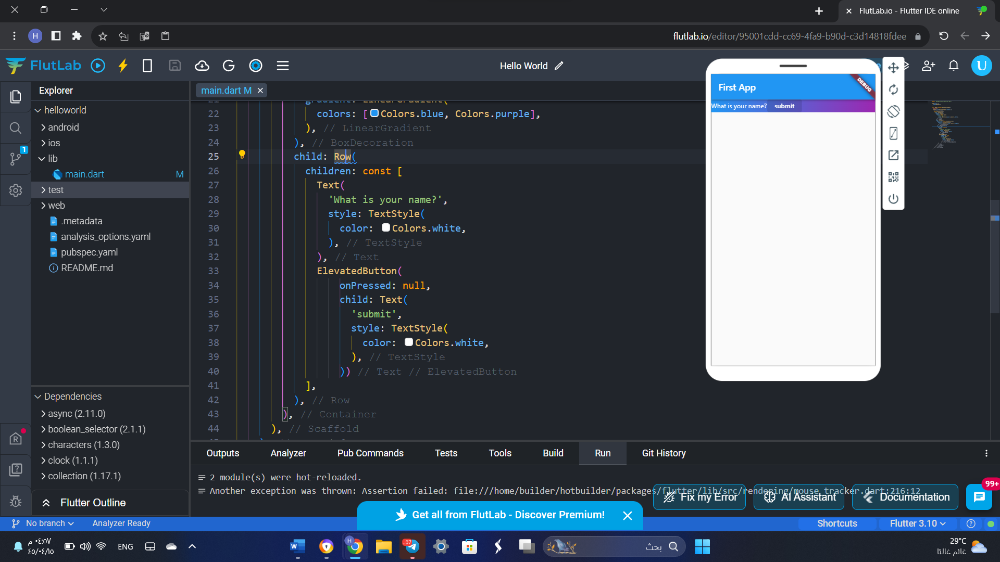 FlutLab.io - Flutter IDE online
H
flutlab.io/editor/95001cdd-cc69-4fa9-b90d-c3d14818fdee
FlutLab
Hello World
U
Explorer
helloworld
android
ios
lib
main.dart M
test
web
.metadata
analysis_options.yaml
pubspec.yaml
README.md
1
main.dart M
22 colors: [Colors.blue, Colors.purple],
23 ), // LinearGradient
24 ), // BoxDecoration
25 child: Row(
26 children: const [
27 Text(
28 'What is your name?',
29 style: TextStyle(
30 color: Colors.white,
31 ), // TextStyle
32 ), // Text
33 ElevatedButton(
34 onPressed: null,
35 child: Text(
36 'submit',
37 style: TextStyle(
38 color: Colors.white,
39 ), // TextStyle
40 )) // Text // ElevatedButton
41 ],
42 ), // Row
43 ), // Container
44 ), // Scaffold
First App
DEBUG
What is your name? submit
Dependencies
async (2.11.0)
boolean_selector (2.1.1)
characters (1.3.0)
clock (1.1.1)
collection (1.17.1)
Flutter Outline
Outputs Analyzer Pub Commands Tests Tools Build Run Git History
2 module(s) were hot-reloaded.
Another exception was thrown: Assertion failed: file:///home/builder/hotbuilder/packages/flutter/lib/src/rendering/mouse_tracker.dart:216:12
Fix my Error AI Assistant Documentation
99+
Get all from FlutLab - Discover Premium!
No branch Analyzer Ready Shortcuts Flutter 3.10
٠٤:٥٧ م
٤٥/٠٤/١٥
ENG
H
بحث
29°C
غائم غالبًا